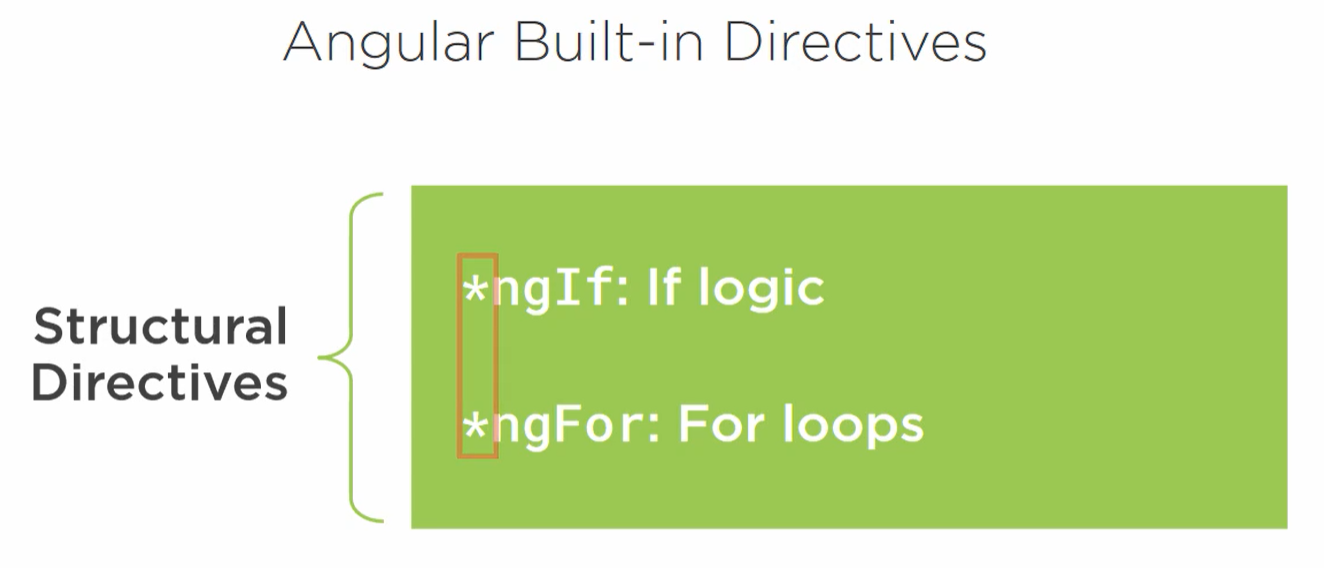 Angular Built-in Directives
*ngIf: If logic
Structural
Directives
*ngFor: For loops